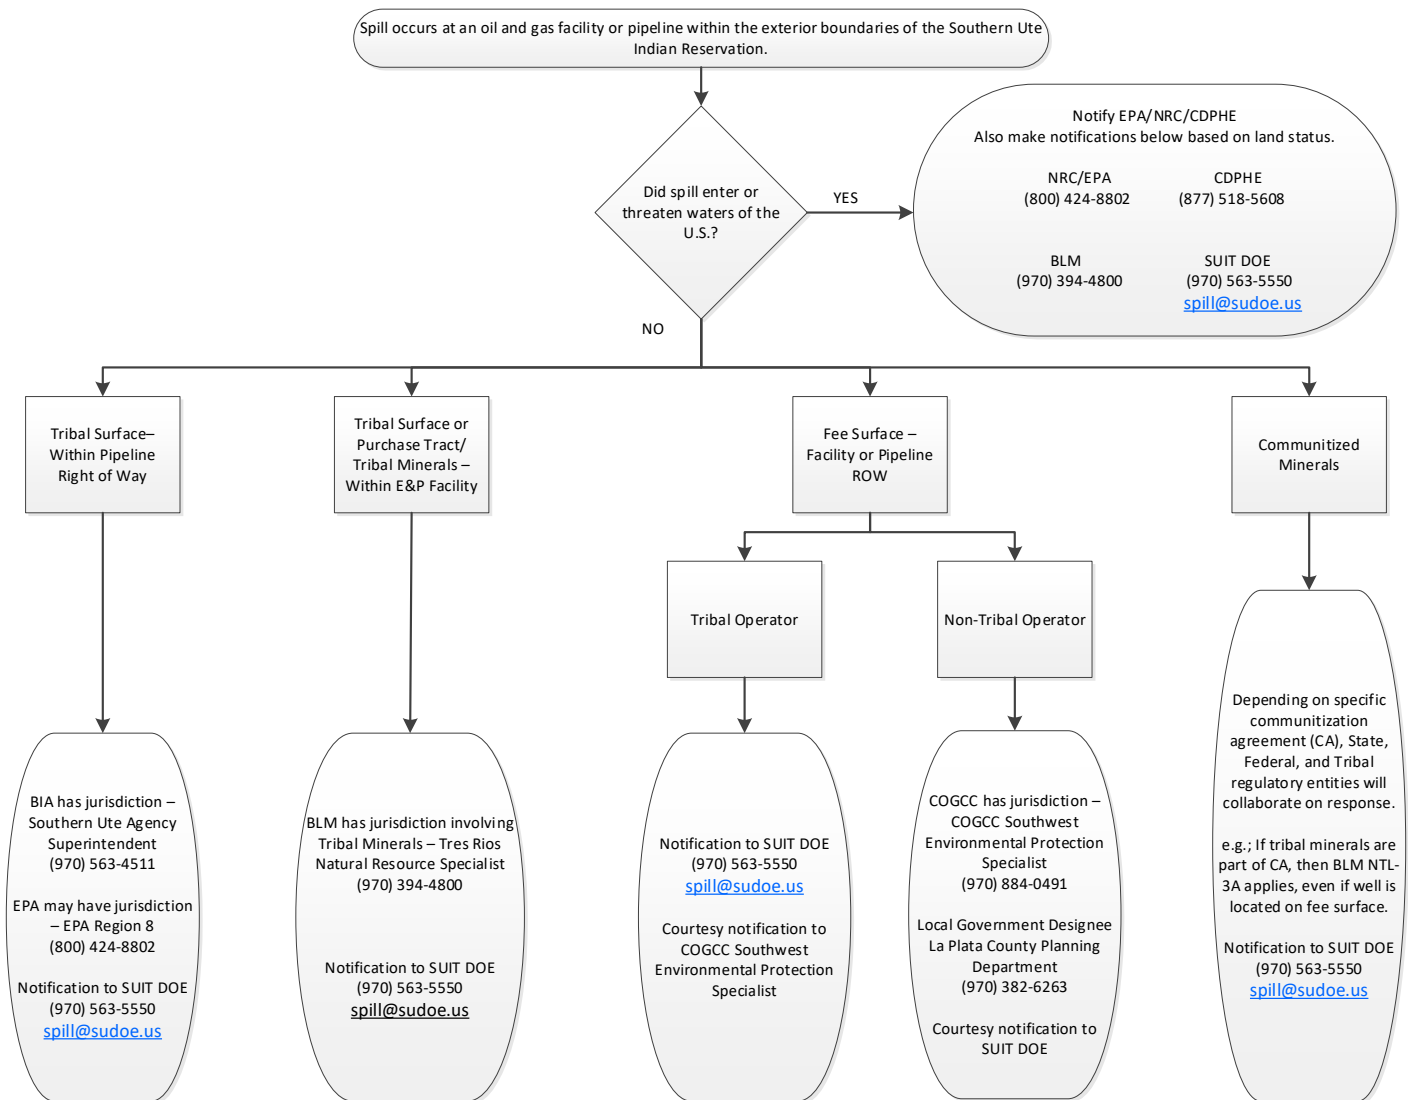 Spill occurs at an oil and gas facility or pipeline within the exterior boundaries of the Southern Ute
Indian Reservation.
Notify EPA/NRC/CDPHE
Also make notifications below based on land status.
NRC/EPA
(800) 424-8802
CDPHE
(877) 518-5608
BLM
(970) 394-4800
SUIT DOE
(970) 563-5550
spill@sudoe.us
Did spill enter or
threaten waters of the
U.S.?
YES
NO
Tribal Surface–
Within Pipeline
Right of Way
Tribal Surface or
Purchase Tract/
Tribal Minerals –
Within E&P Facility
Fee Surface –
Facility or Pipeline
ROW
Communitized
Minerals
Tribal Operator
Non-Tribal Operator
BIA has jurisdiction –
Southern Ute Agency
Superintendent
(970) 563-4511
EPA may have jurisdiction
– EPA Region 8
(800) 424-8802
Notification to SUIT DOE
(970) 563-5550
spill@sudoe.us
BLM has jurisdiction involving
Tribal Minerals – Tres Rios
Natural Resource Specialist
(970) 394-4800
Notification to SUIT DOE
(970) 563-5550
spill@sudoe.us
Notification to SUIT DOE
(970) 563-5550
spill@sudoe.us
Courtesy notification to
COGCC Southwest
Environmental Protection
Specialist
COGCC has jurisdiction –
COGCC Southwest
Environmental Protection
Specialist
(970) 884-0491
Local Government Designee
La Plata County Planning
Department
(970) 382-6263
Courtesy notification to
SUIT DOE
Depending on specific
communitization
agreement (CA), State,
Federal, and Tribal
regulatory entities will
collaborate on response.
e.g.; If tribal minerals are
part of CA, then BLM NTL-
3A applies, even if well is
located on fee surface.
Notification to SUIT DOE
(970) 563-5550
spill@sudoe.us